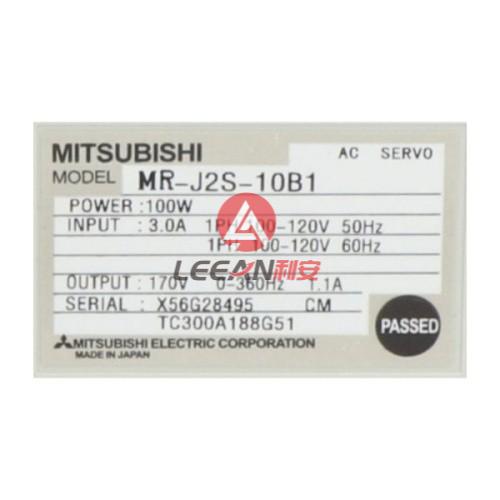 MITSUBISHI AC SERVO
MODEL MR-J2S-10B1
POWER :100W
INPUT : 3.0A 1PH 100-120V 50Hz
1PH 100-120V 60Hz
LEEAN利安
OUTPUT: 170V 0-360Hz 1.1A
SERIAL : X56G28495 CM
TC300A188G51
PASSED
MITSUBISHI ELECTRIC CORPORATION
MADE IN JAPAN